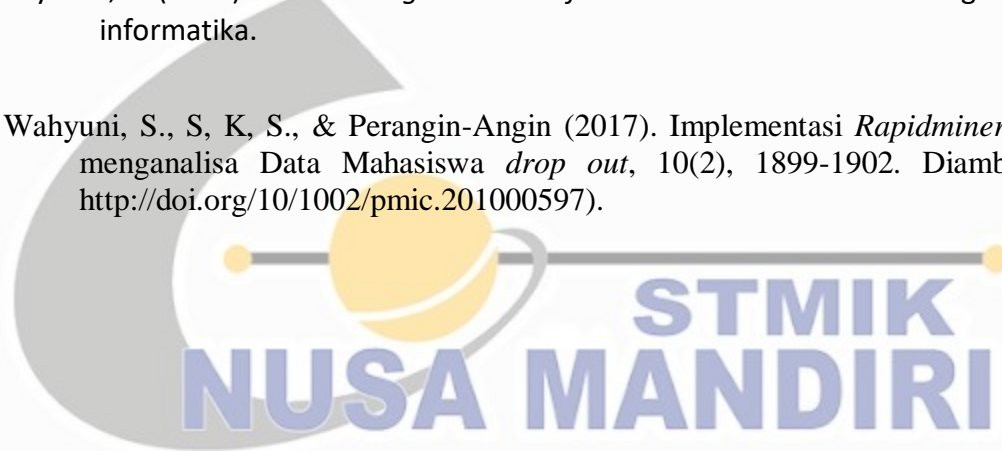 informatika.
Wahyuni, S., S, K, S., & Perangin-Angin (2017). Implementasi Rapidminer
menganalisa Data Mahasiswa drop out, 10(2), 1899-1902.
http://doi.org/10/1002/pmic.201000597).
STMIK
NUSA MANDIRI